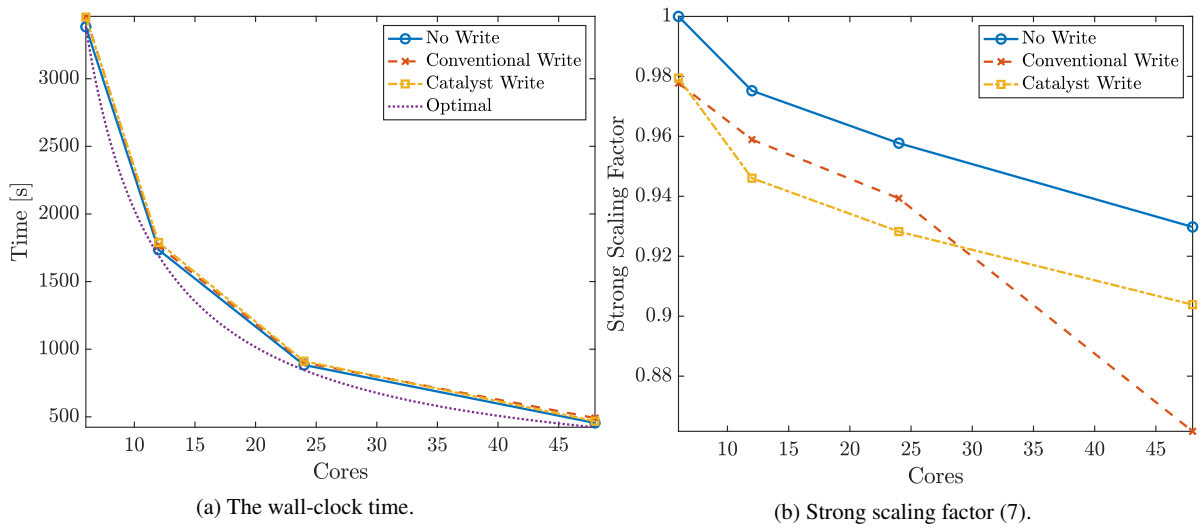 No Write
Conventional Write
Catalyst Write
Optimal
3000
2500
2000
1500
1000
500
Time [s]
10 15 20 25 30 35 40 45
Cores
(a) The wall-clock time.
No Write
Conventional Write
Catalyst Write
1
0.98
0.96
0.94
0.92
0.9
0.88
Strong Scaling Factor
10 15 20 25 30 35 40 45
Cores
(b) Strong scaling factor (7).